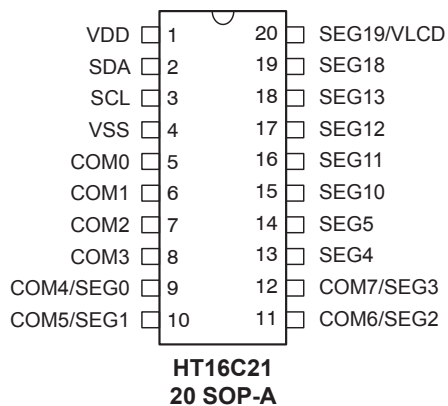 VDD 1 20 SEG19/VLCD
SDA 2 19 SEG18
SCL 3 18 SEG13
VSS 4 17 SEG12
COM0 5 16 SEG11
COM1 6 15 SEG10
COM2 7 14 SEG5
COM3 8 13 SEG4
COM4/SEG0 9 12 COM7/SEG3
COM5/SEG1 10 11 COM6/SEG2
HT16C21
20 SOP-A